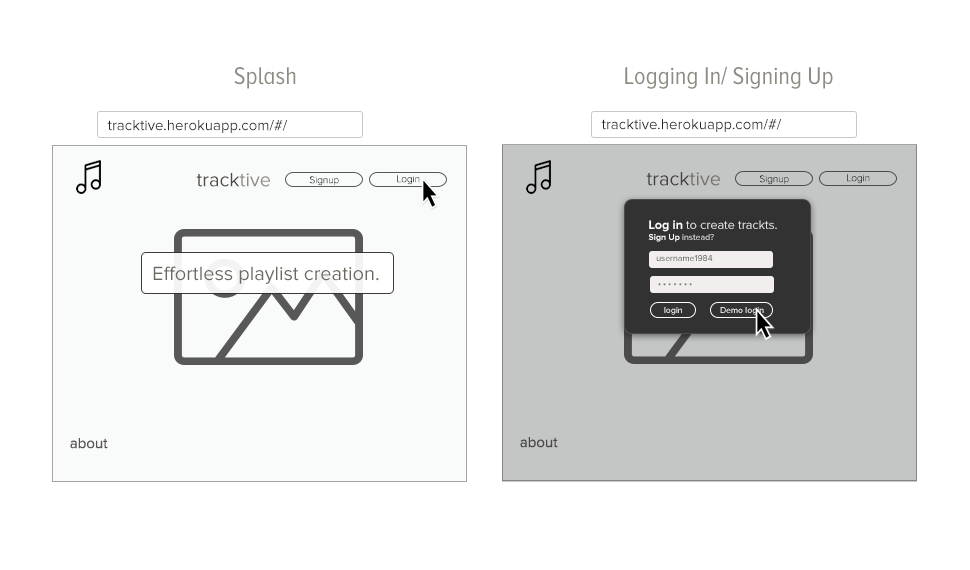 Splash
tracktive.herokuapp.com/#/
tracktive
Signup
Login
Effortless playlist creation.
about
Logging In/ Signing Up
tracktive.herokuapp.com/#/
tracktive
Signup
Login
Log in to create trackts.
Sign Up instead?
username1984
*******
login
Demo login
about